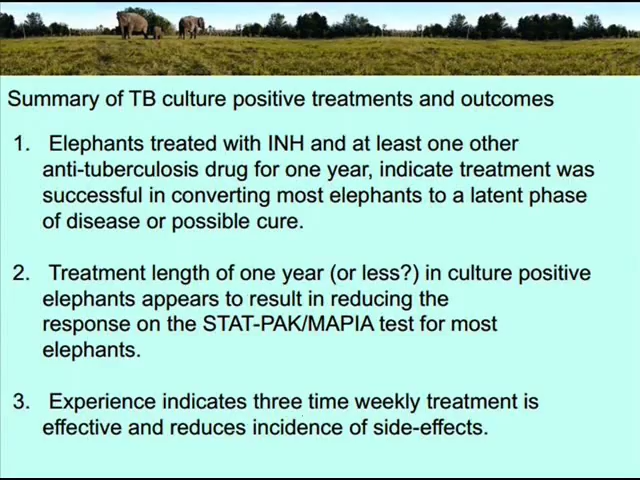 Summary of TB culture positive treatments and outcomes
1. Elephants treated with INH and at least one other
anti-tuberculosis drug for one year, indicate treatment was
successful in converting most elephants to a latent phase
of disease or possible cure.
2. Treatment length of one year (or less?) in culture positive
elephants appears to result in reducing the
response on the STAT-PAK/MAPIA test for most
elephants.
3. Experience indicates three time weekly treatment is
effective and reduces incidence of side-effects.